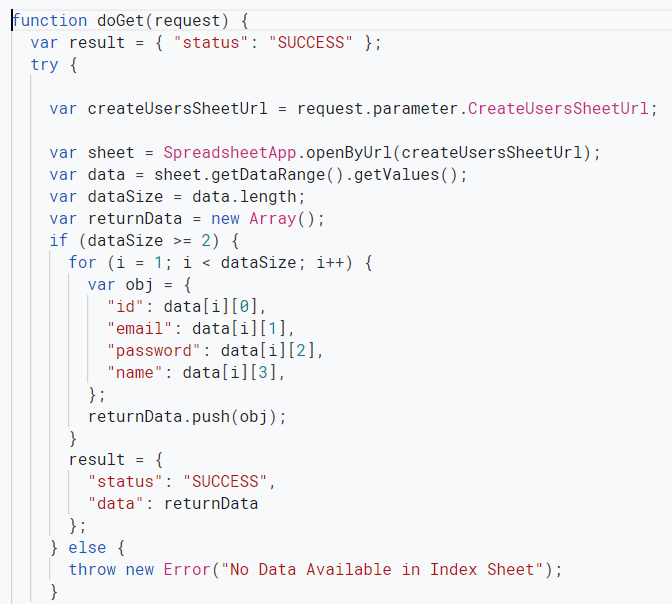 function doGet(request) {
  var result = { "status": "SUCCESS" };
  try {

    var createUsersSheetUrl = request.parameter.CreateUsersSheetUrl;

    var sheet = SpreadsheetApp.openByUrl(createUsersSheetUrl);
    var data = sheet.getDataRange().getValues();
    var dataSize = data.length;
    var returnData = new Array();
    if (dataSize >= 2) {
      for (i = 1; i < dataSize; i++) {
        var obj = {
          "id": data[i][0],
          "email": data[i][1],
          "password": data[i][2],
          "name": data[i][3],
        };
        returnData.push(obj);
      }
      result = {
        "status": "SUCCESS",
        "data": returnData
      };
    } else {
      throw new Error("No Data Available in Index Sheet");
    }